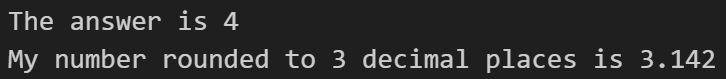 The answer is 4
My number rounded to 3 decimal places is 3.142